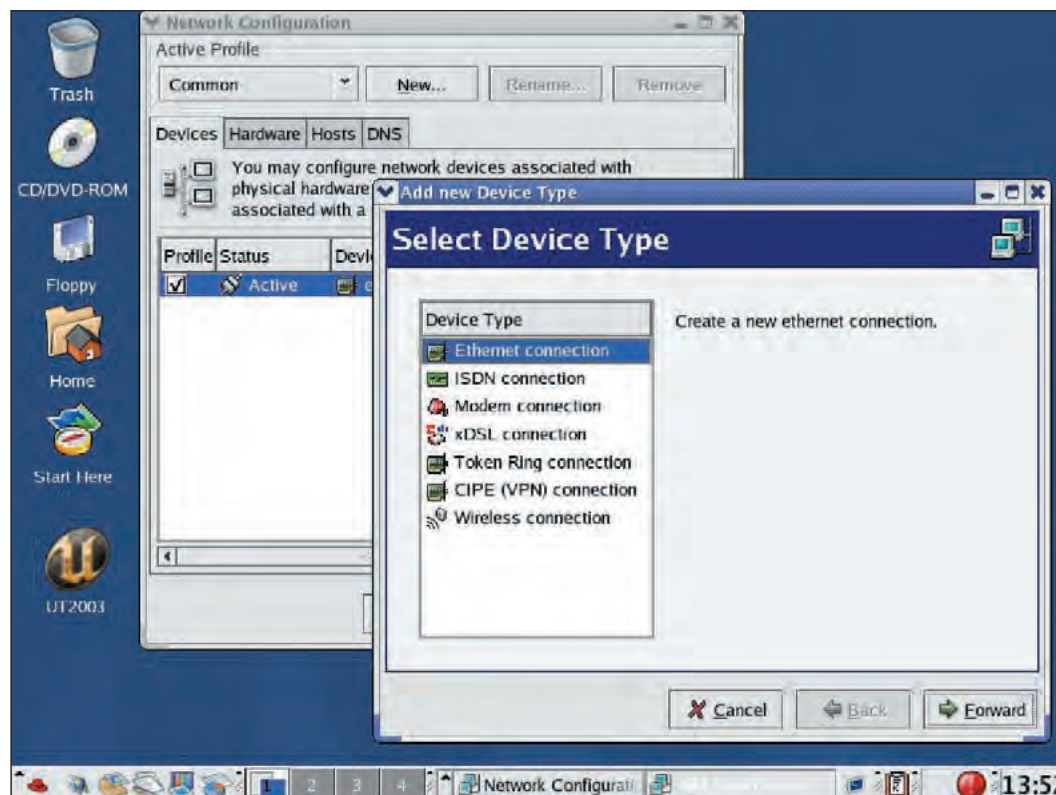 Network Configuration
Active Profile
Common
New...
Rename...
Remove
Devices Hardware Hosts DNS
You may configure network devices associated with
physical hardware
associated with a
Profile Status
Active
Trash
CD/DVD-ROM
Floppy
Home
Start Here
UT2003
Add new Device Type
Select Device Type
Device Type
Ethernet connection
ISDN connection
Modem connection
xDSL connection
Token Ring connection
CIPE (VPN) connection
Wireless connection
Create a new ethernet connection.
Cancel
Back
Forward
1 2 3 4
Network Configurati
13:52